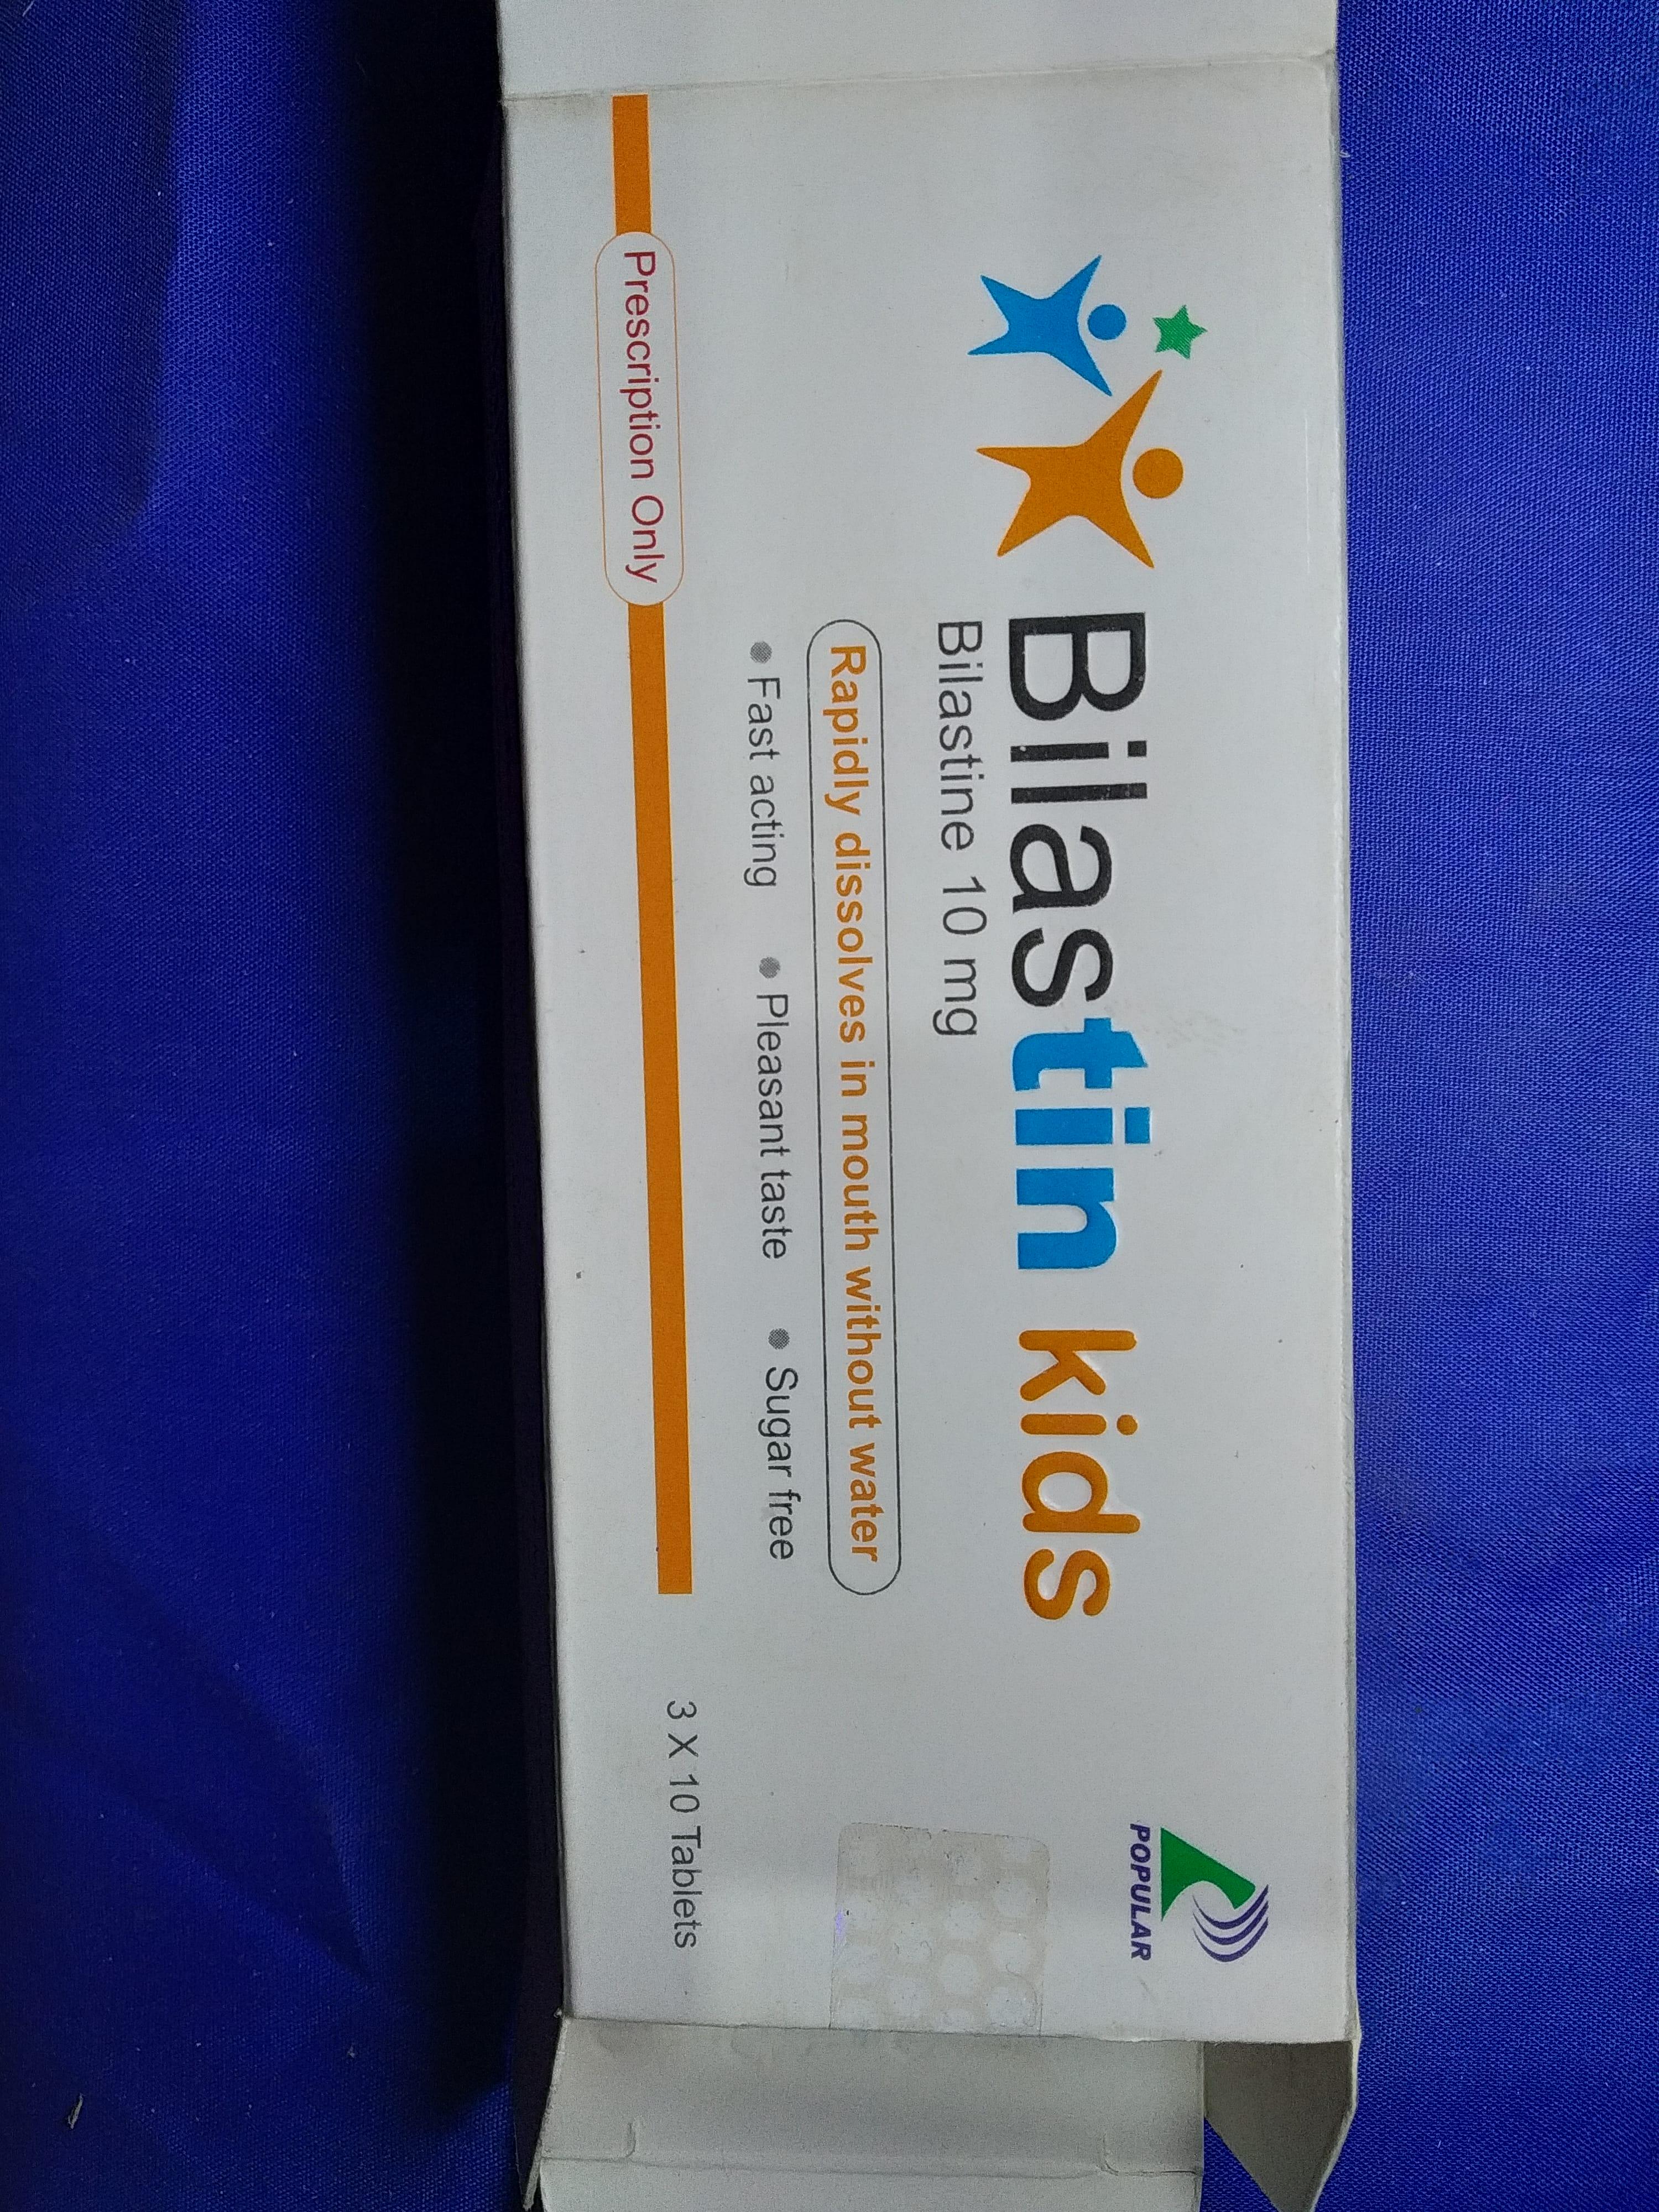 POPULAR
Bilastin kids
Bilastine 10 mg
Rapidly dissolves in mouth without water
Fast acting
Pleasant taste
Sugar free
Prescription Only
3 X 10 Tablets